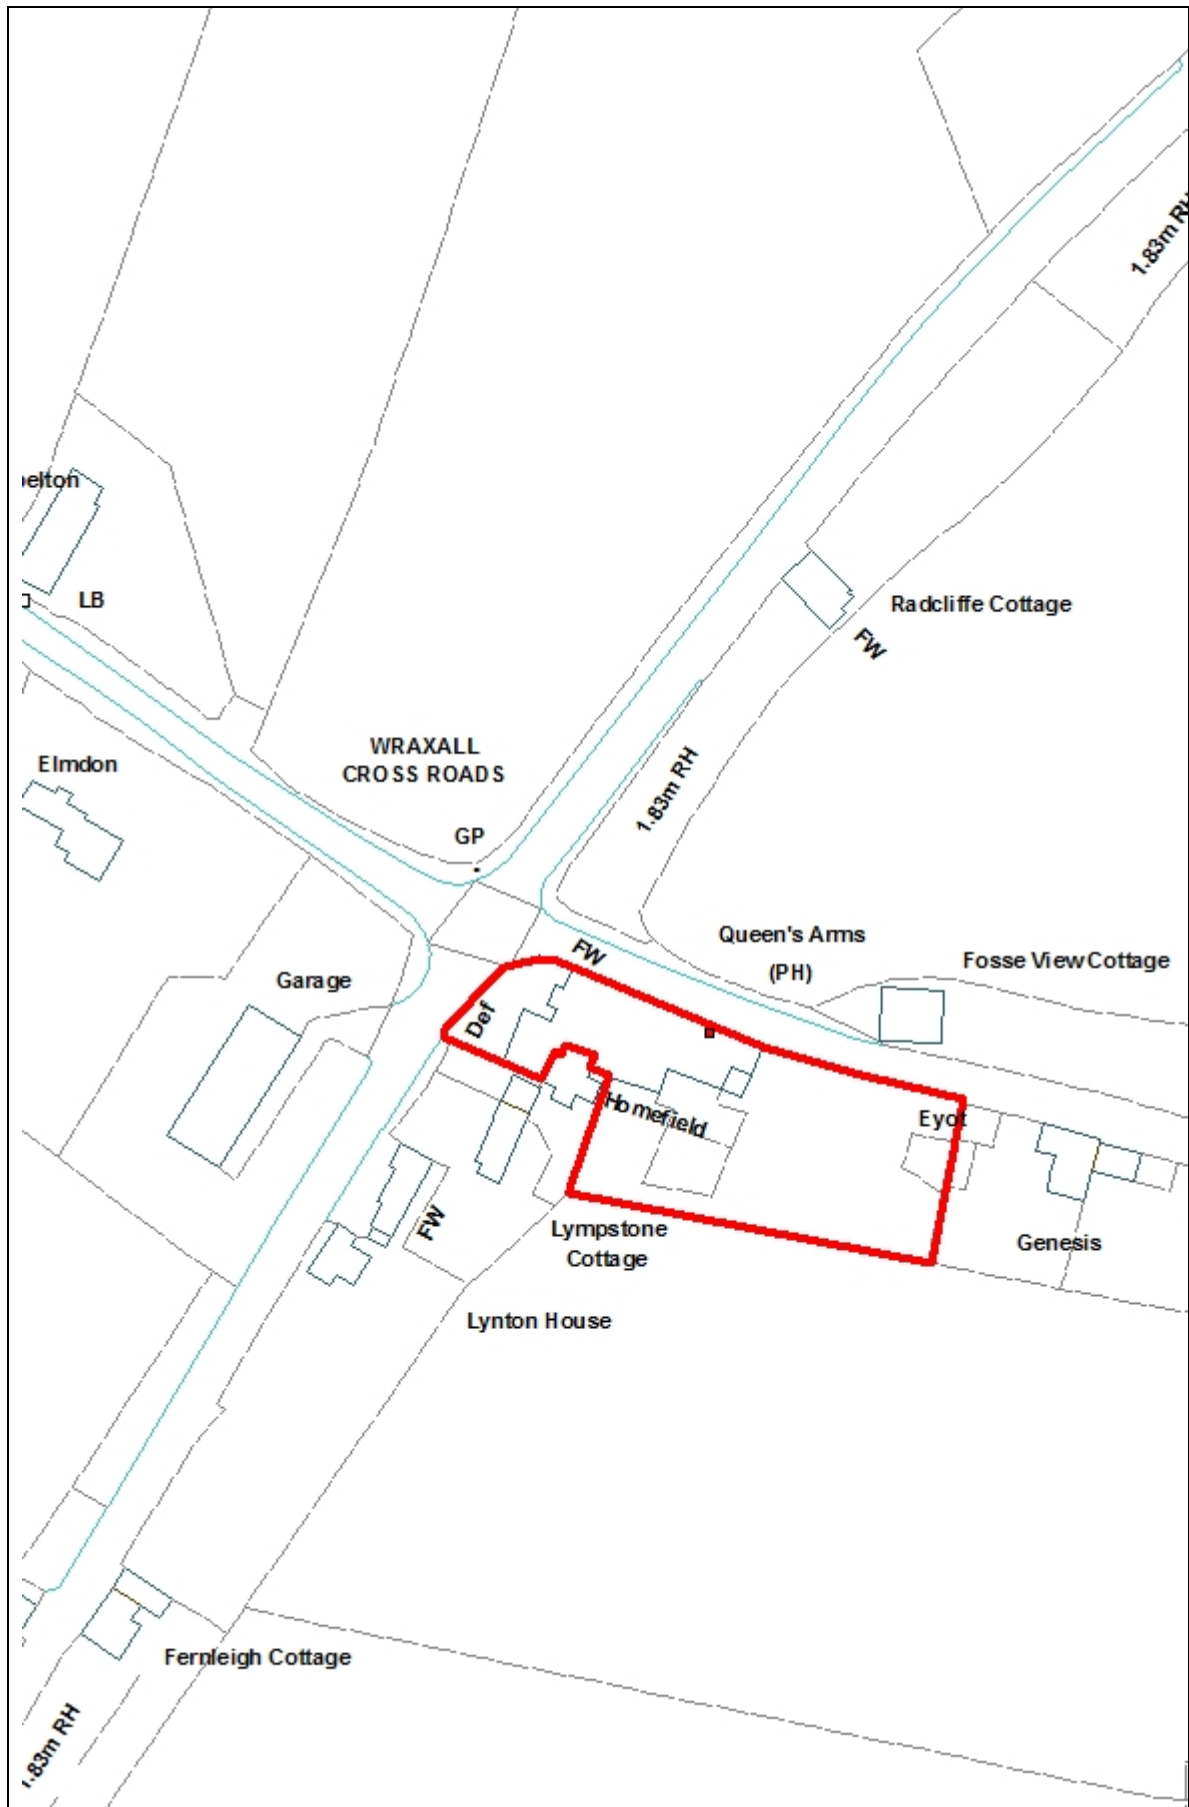 1.83m RH
pelton
LB
Radcliffe Cottage
FW
WRAXALL
CROSS ROADS
Elmdon
1.83m RH
GP
Queen's Arms
(PH)
FW
Fosse View Cottage
Garage
Def
Homefield
Eyot
FW
Lympstone
Cottage
Genesis
Lynton House
Fernleigh Cottage
1.83m RH